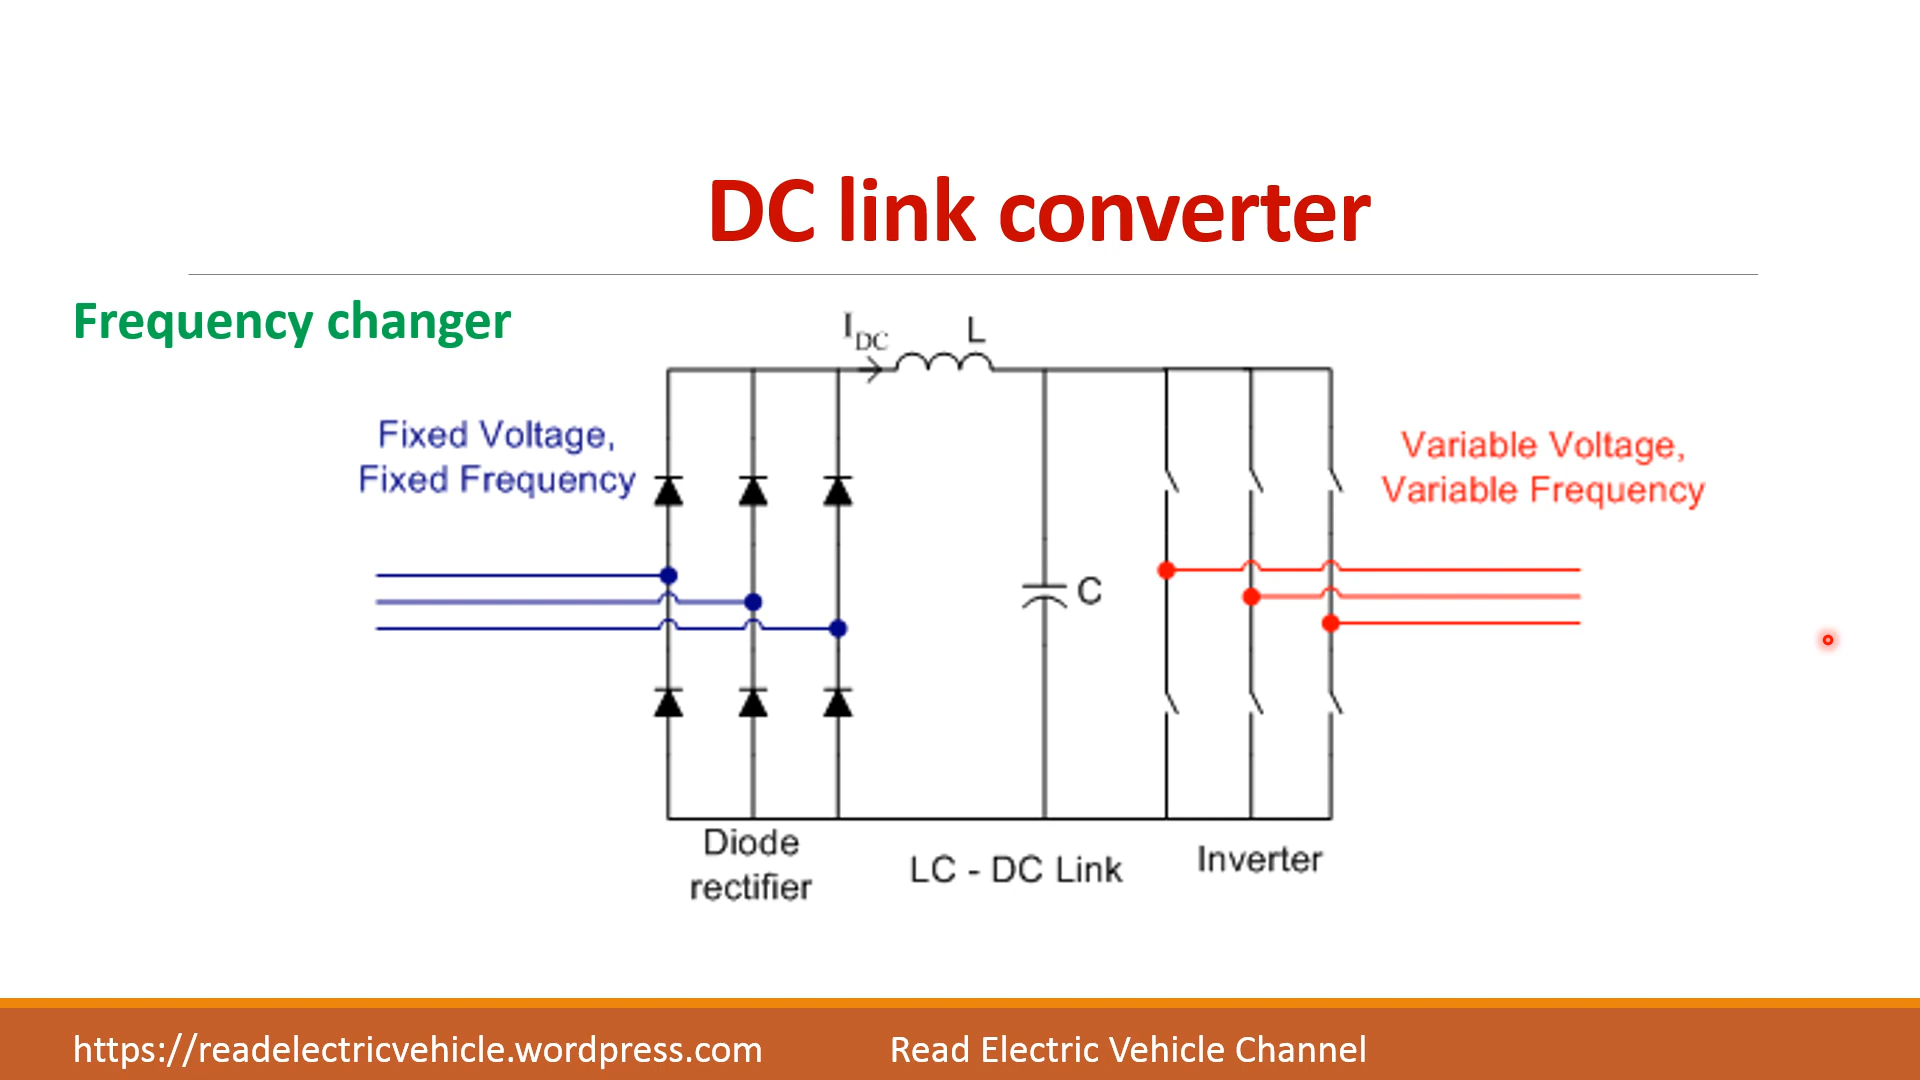 DC link converter
Frequency changer
I_DC
L
Fixed Voltage,
Fixed Frequency
Variable Voltage,
Variable Frequency
C
Diode
rectifier
LC - DC Link
Inverter
https://readelectricvehicle.wordpress.com
Read Electric Vehicle Channel